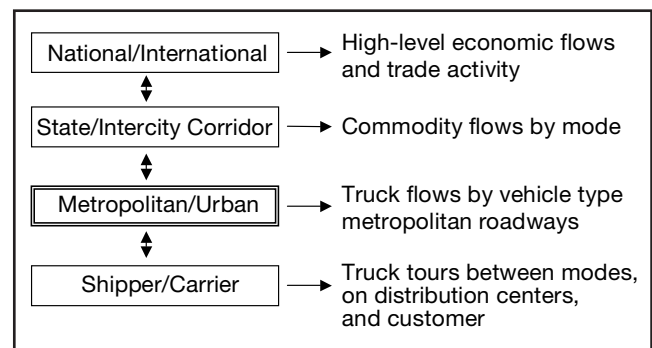 National/International
High-level economic flows
and trade activity
State/Intercity Corridor
Commodity flows by mode
Metropolitan/Urban
Truck flows by vehicle type
metropolitan roadways
Shipper/Carrier
Truck tours between modes,
on distribution centers,
and customer